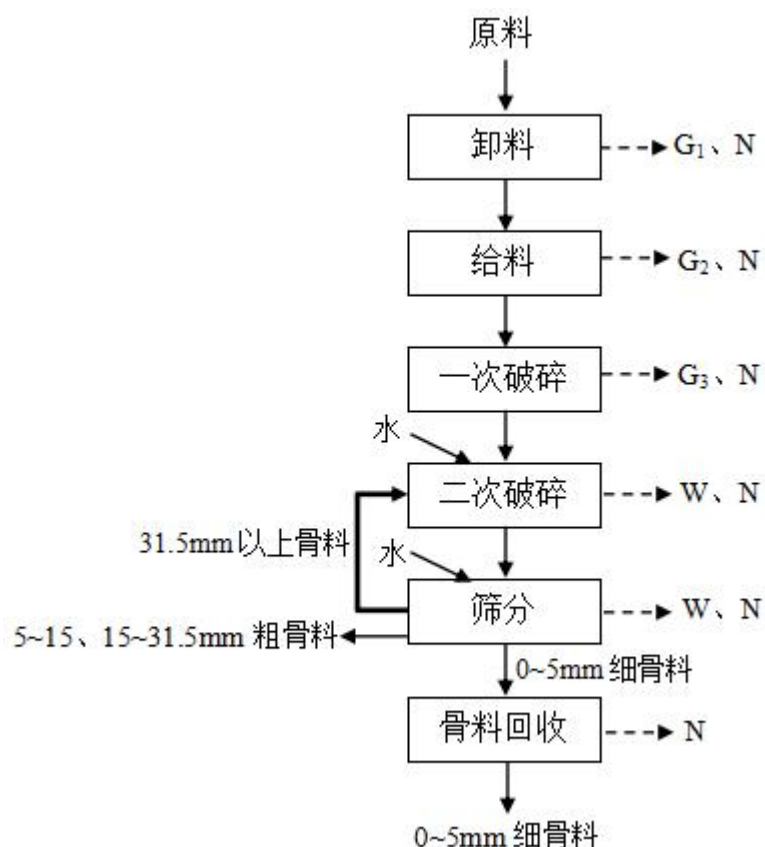 原料
卸料
G₁、N
给料
G₂、N
一次破碎
G₃、N
水
二次破碎
W、N
31.5mm以上骨料
水
筛分
W、N
5~15、15~31.5mm 粗骨料
0~5mm 细骨料
骨料回收
N
0~5mm 细骨料